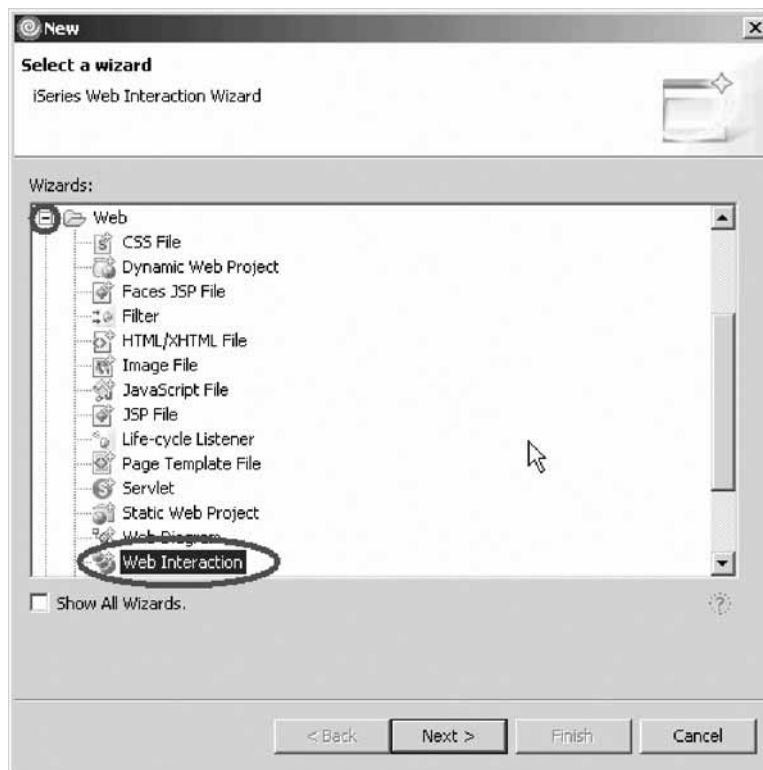 New
Select a wizard
iSeries Web Interaction Wizard
Wizards:
Web
CSS File
Dynamic Web Project
Faces JSP File
Filter
HTML/XHTML File
Image File
JavaScript File
JSP File
Life-cycle Listener
Page Template File
Servlet
Static Web Project
Web Diagram
Web Interaction
Show All Wizards.
< Back Next > Finish Cancel